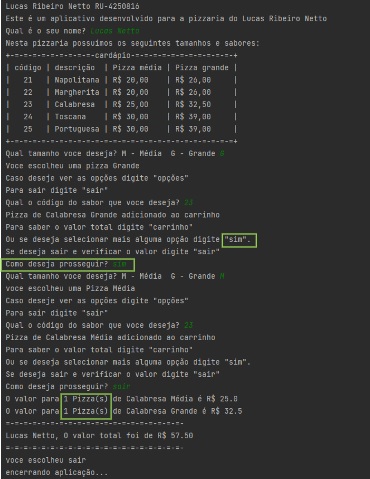 Lucas Ribeiro Netto RU-4250816
Este é um aplicativo desenvolvido para a pizzaria do Lucas Ribeiro Netto
Qual é o seu nome? Lucas Netto
Nesta pizzaria possuímos os seguintes tamanhos e sabores:
+-=-=-=-=-=-=-=-=-cardápio-=-=-=-=-=-=-=-=-=-=-+
| código | descrição | Pizza média | Pizza grande |
| 21 | Napolitana | R$ 20,00 | R$ 26,00 |
| 22 | Margherita | R$ 20,00 | R$ 26,00 |
| 23 | Calabresa | R$ 25,00 | R$ 32,50 |
| 24 | Toscana | R$ 30,00 | R$ 39,00 |
| 25 | Portuguesa | R$ 30,00 | R$ 39,00 |
+-=-=-=-=-=-=-=-=-=-=-=-=-=-=-=-=-=-=-=-=-=-=-+
Qual tamanho voce deseja? M - Média G - Grande
Voce escolheu uma pizza Grande
Caso deseje ver as opções digite "opções"
Para sair digite "sair"
Qual o código do sabor que voce deseja? 23
Pizza de Calabresa Grande adicionado ao carrinho
Para saber o valor total digite "carrinho"
Ou se deseja selecionar mais alguma opção digite "sim".
Se deseja sair e verificar o valor digite "sair"
Como deseja prosseguir? sim
Qual tamanho voce deseja? M - Média G - Grande M
voce escolheu uma Pizza Média
Caso deseje ver as opções digite "opções"
Para sair digite "sair"
Qual o código do sabor que voce deseja? 23
Pizza de Calabresa Média adicionado ao carrinho
Para saber o valor total digite "carrinho"
Ou se deseja selecionar mais alguma opção digite "sim".
Se deseja sair e verificar o valor digite "sair"
Como deseja prosseguir? sair
O valor para 1 Pizza(s) de Calabresa Média é R$ 25.0
O valor para 1 Pizza(s) de Calabresa Grande é R$ 32.5
=-=-=-=-=-=-=-=-=-=-=-=-=-=-=-=-=-=-
Lucas Netto, O valor total foi de R$ 57.50
=-=-=-=-=-=-=-=-=-=-=-=-=-=-=-=-=-=-
voce escolheu sair
encerrando aplicação...